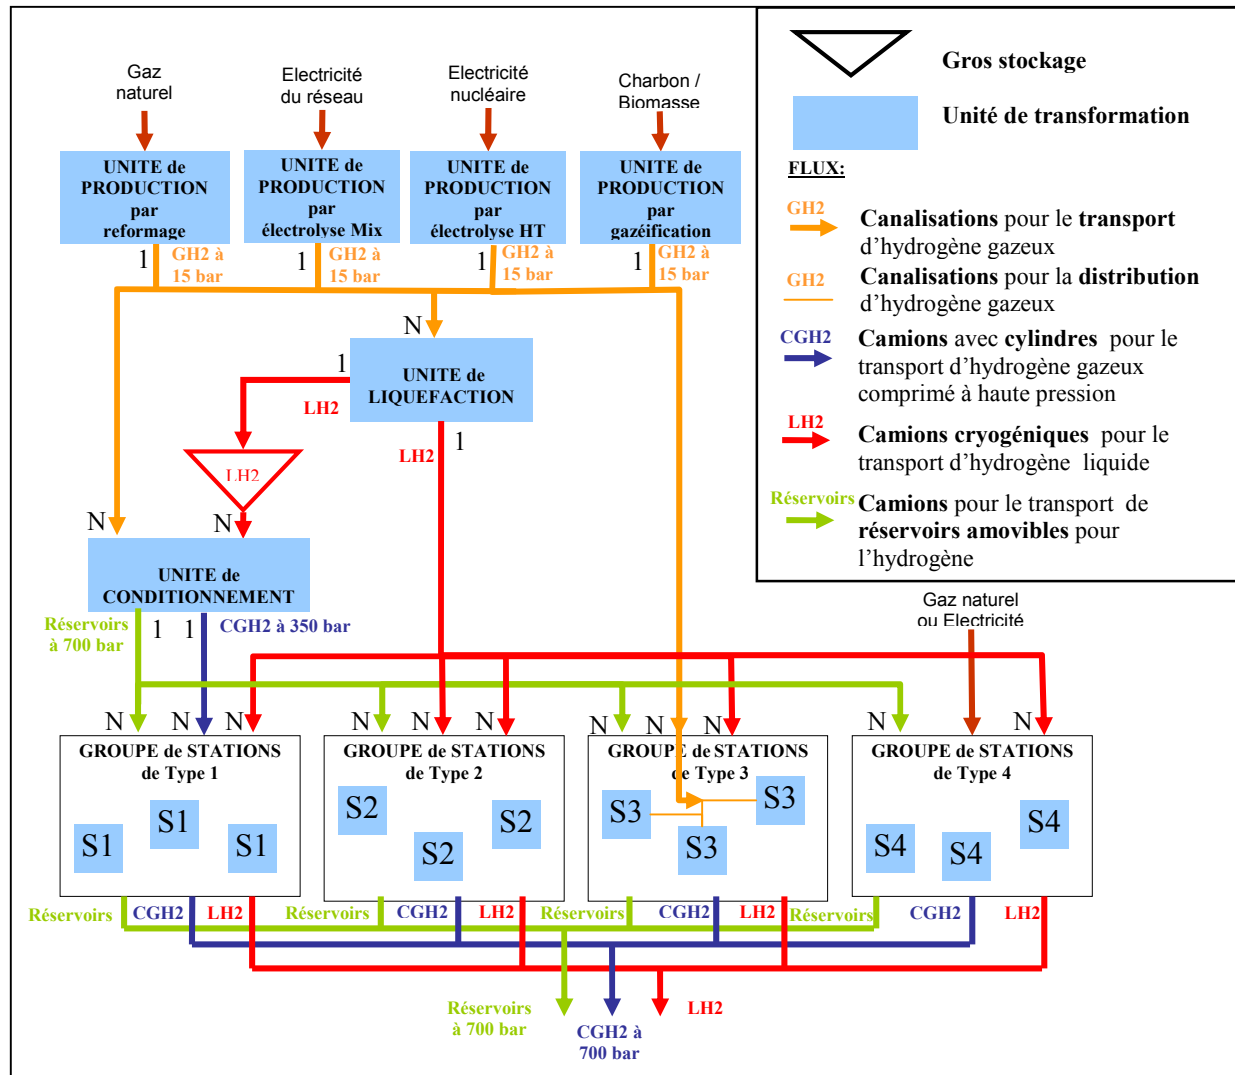 Gaz
naturel
Electricité
du réseau
Electricité
nucléaire
Charbon /
Biomasse
UNITE de
PRODUCTION
par
reformage
UNITE de
PRODUCTION
par
électrolyse Mix
UNITE de
PRODUCTION
par
électrolyse HT
UNITE de
PRODUCTION
par
gazéification
1
GH2 à
15 bar
1
GH2 à
15 bar
1
GH2 à
15 bar
1
GH2 à
15 bar
N
1
UNITE de
LIQUEFACTION
LH2
LH2
1
LH2
N
N
UNITE de
CONDITIONNEMENT
Réservoirs
à 700 bar
1
1
CGH2 à 350 bar
Gaz naturel
ou Electricité
N
N
N
N
N
N
N
N
N
N
N
GROUPE de STATIONS
de Type 1
S1
S1
S1
GROUPE de STATIONS
de Type 2
S2
S2
S2
GROUPE de STATIONS
de Type 3
S3
S3
S3
GROUPE de STATIONS
de Type 4
S4
S4
S4
Réservoirs
CGH2
LH2
Réservoirs
CGH2
LH2
Réservoirs
CGH2
LH2
Réservoirs
CGH2
LH2
Réservoirs
à 700 bar
CGH2 à
700 bar
LH2
Gros stockage
Unité de transformation
FLUX:
GH2
Canalisations pour le transport
d’hydrogène gazeux
GH2
Canalisations pour la distribution
d’hydrogène gazeux
CGH2
Camions avec cylindres pour le
transport d’hydrogène gazeux
comprimé à haute pression
LH2
Camions cryogéniques pour le
transport d’hydrogène liquide
Réservoirs
Camions pour le transport de
réservoirs amovibles pour
l’hydrogène